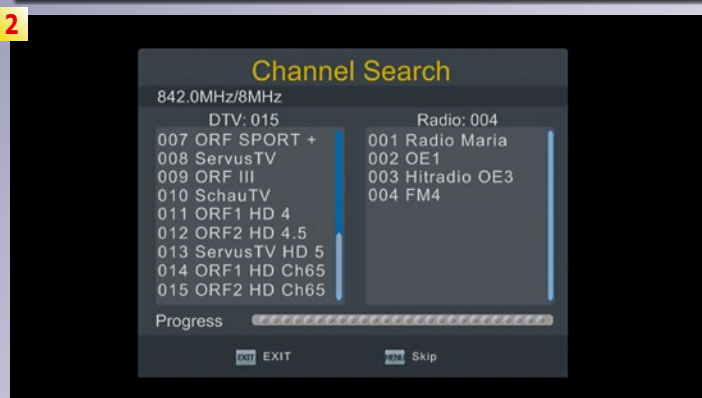 2
Channel Search
842.0MHz/8MHz
DTV: 015
007 ORF SPORT +
008 ServusTV
009 ORF III
010 SchauTV
011 ORF1 HD 4
012 ORF2 HD 4.5
013 ServusTV HD 5
014 ORF1 HD Ch65
015 ORF2 HD Ch65
Radio: 004
001 Radio Maria
002 OE1
003 Hitradio OE3
004 FM4
Progress
EXIT EXIT
MENU Skip